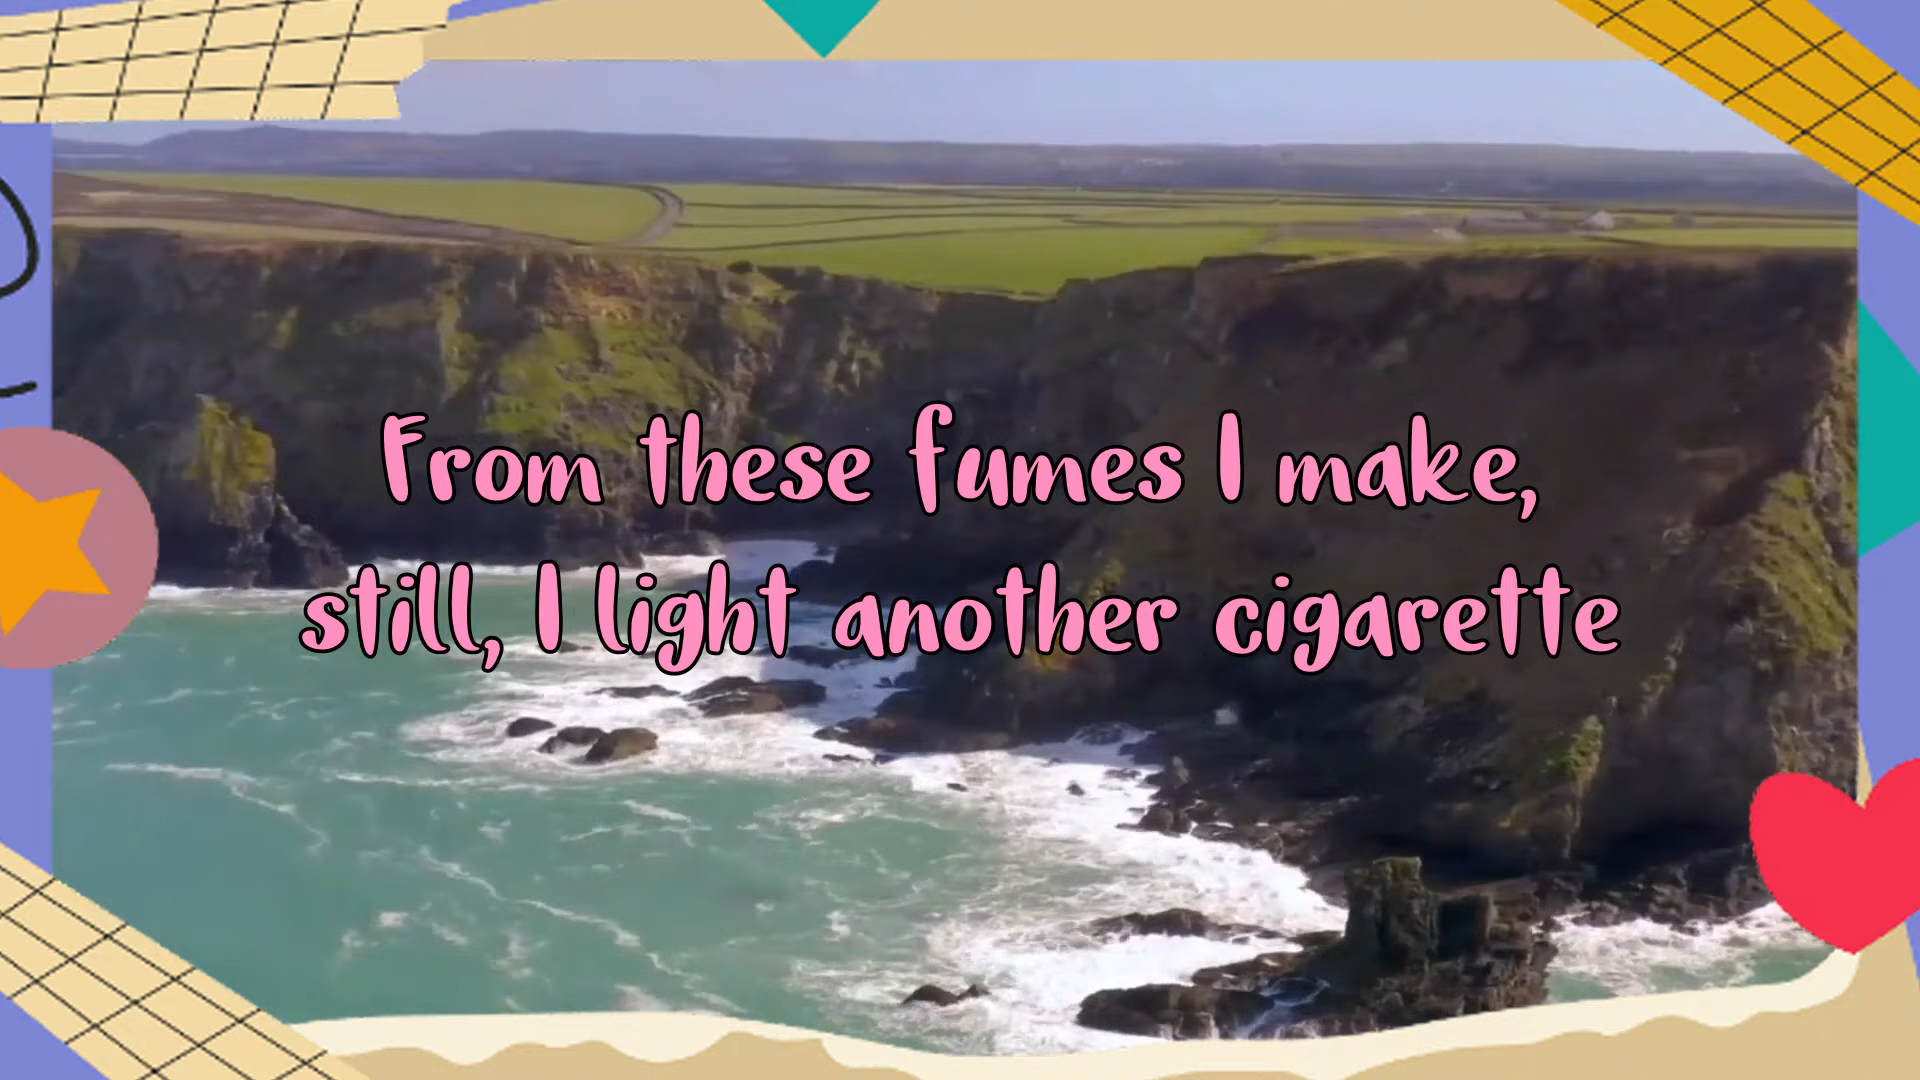 From these fumes I make,
still, I light another cigarette